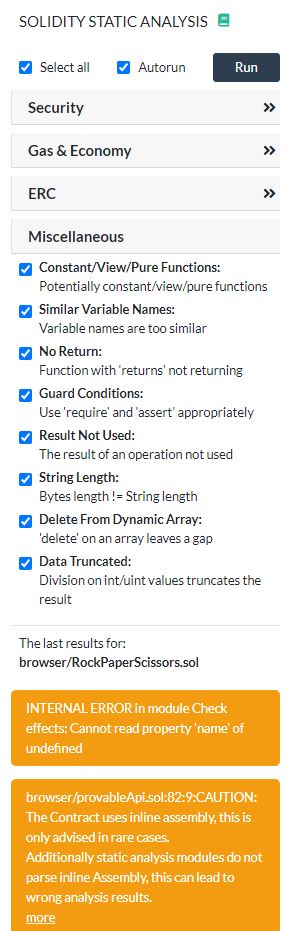 SOLIDITY STATIC ANALYSIS
Select all Autorun Run
Security
Gas & Economy
ERC
Miscellaneous
Constant/View/Pure Functions:
Potentially constant/view/pure functions
Similar Variable Names:
Variable names are too similar
No Return:
Function with 'returns' not returning
Guard Conditions:
Use 'require' and 'assert' appropriately
Result Not Used:
The result of an operation not used
String Length:
Bytes length != String length
Delete From Dynamic Array:
'delete' on an array leaves a gap
Data Truncated:
Division on int/uint values truncates the
result
The last results for:
browser/RockPaperScissors.sol
INTERNAL ERROR in module Check
effects: Cannot read property 'name' of
undefined
browser/provableApi.sol:82:9:CAUTION:
The Contract uses inline assembly, this is
only advised in rare cases.
Additionally static analysis modules do not
parse inline Assembly, this can lead to
wrong analysis results.
more